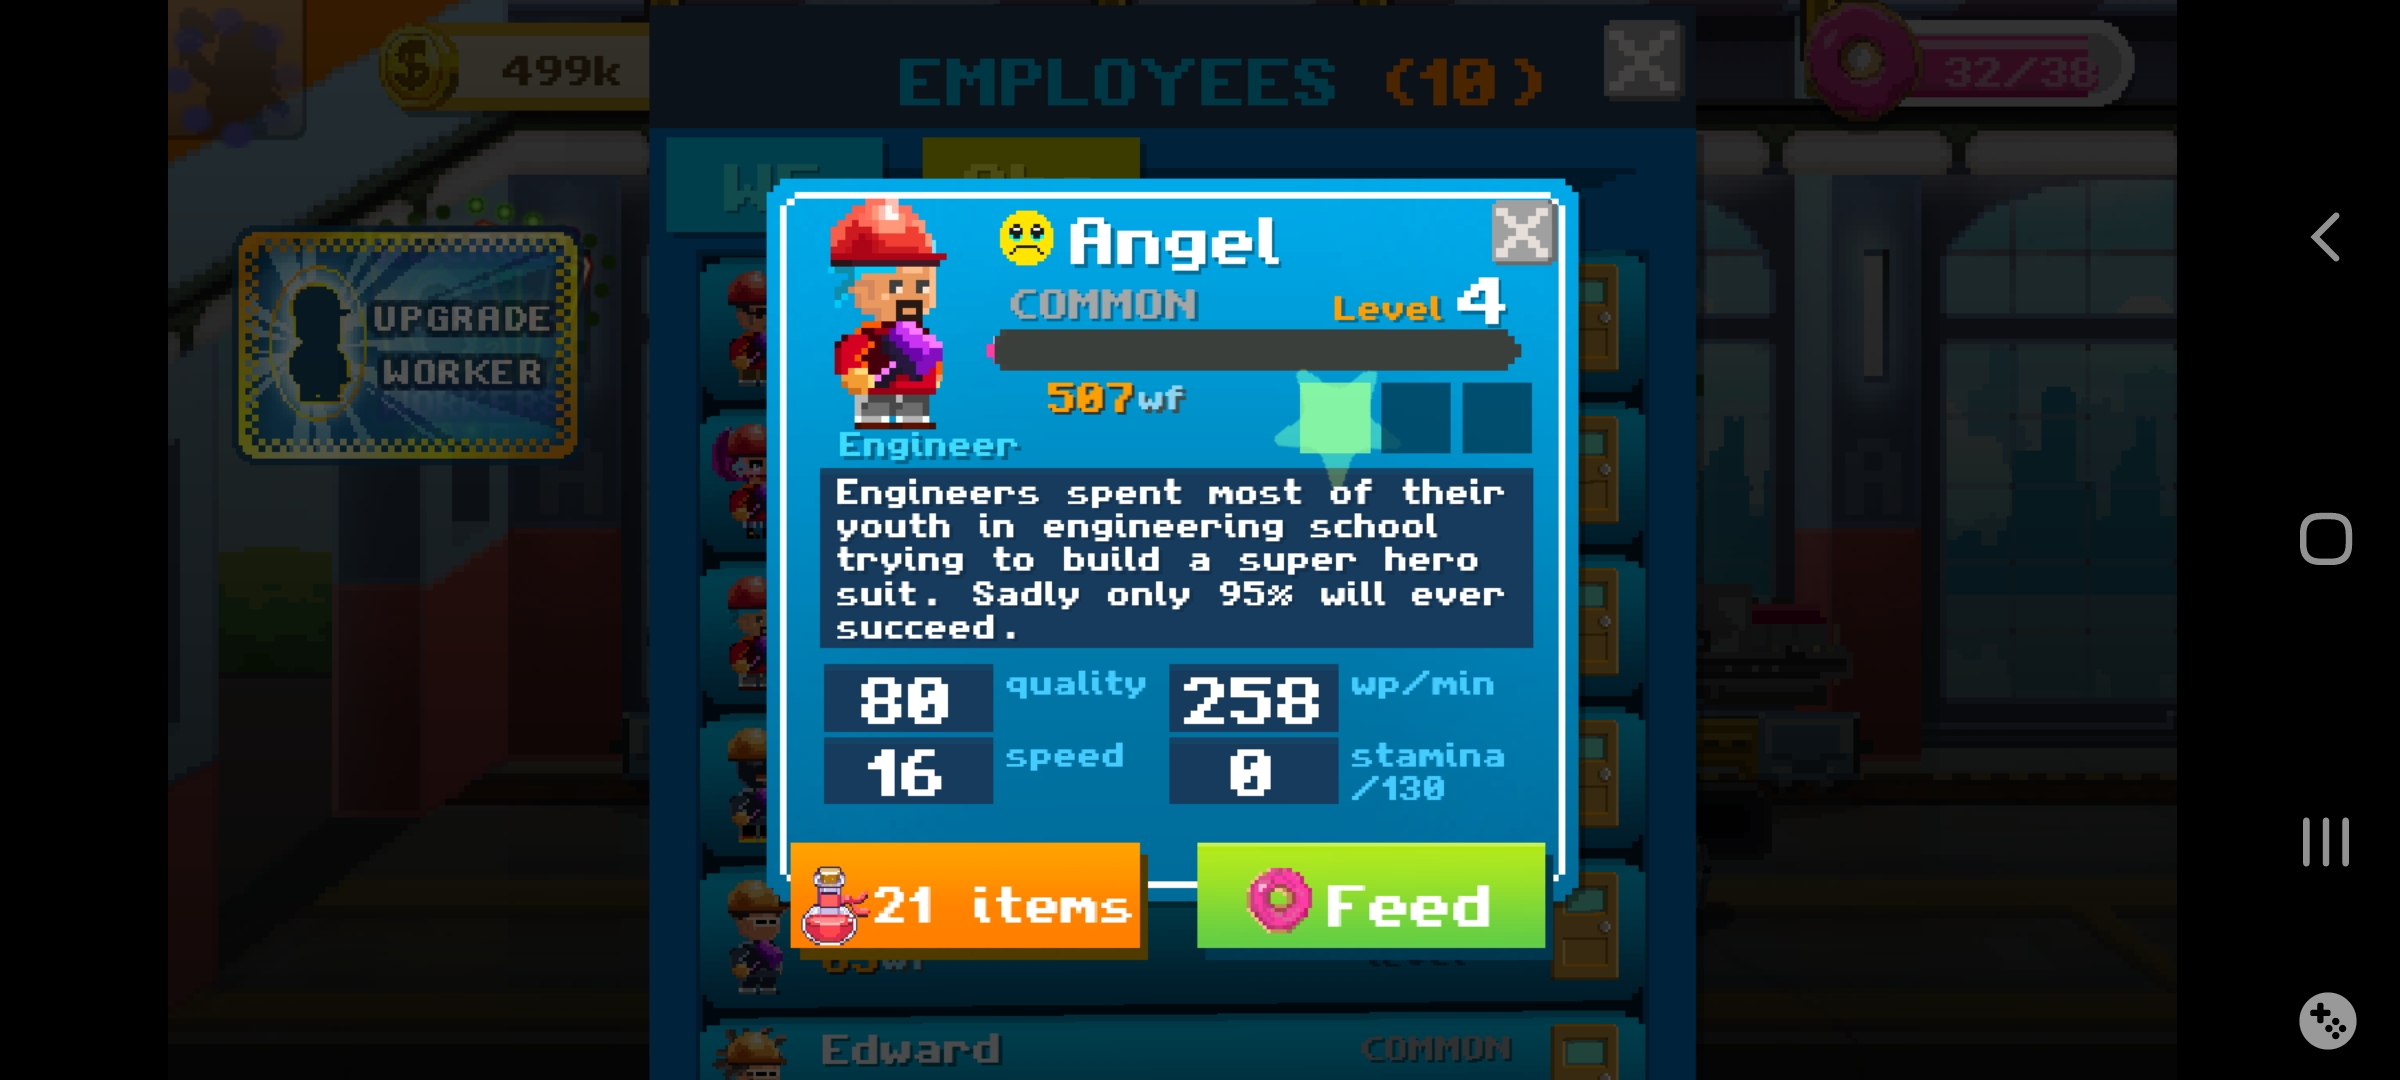 499k
EMPLOYEES (10)
32/38
UPGRADE
WORKER
Angel
COMMON
Level 4
507wf
Engineer
Engineers spent most of their
youth in engineering school
trying to build a super hero
suit. Sadly only 95% will ever
succeed.
80 quality
258 wp/min
16 speed
0 stamina
/130
21 items
Feed
Edward
COMMON